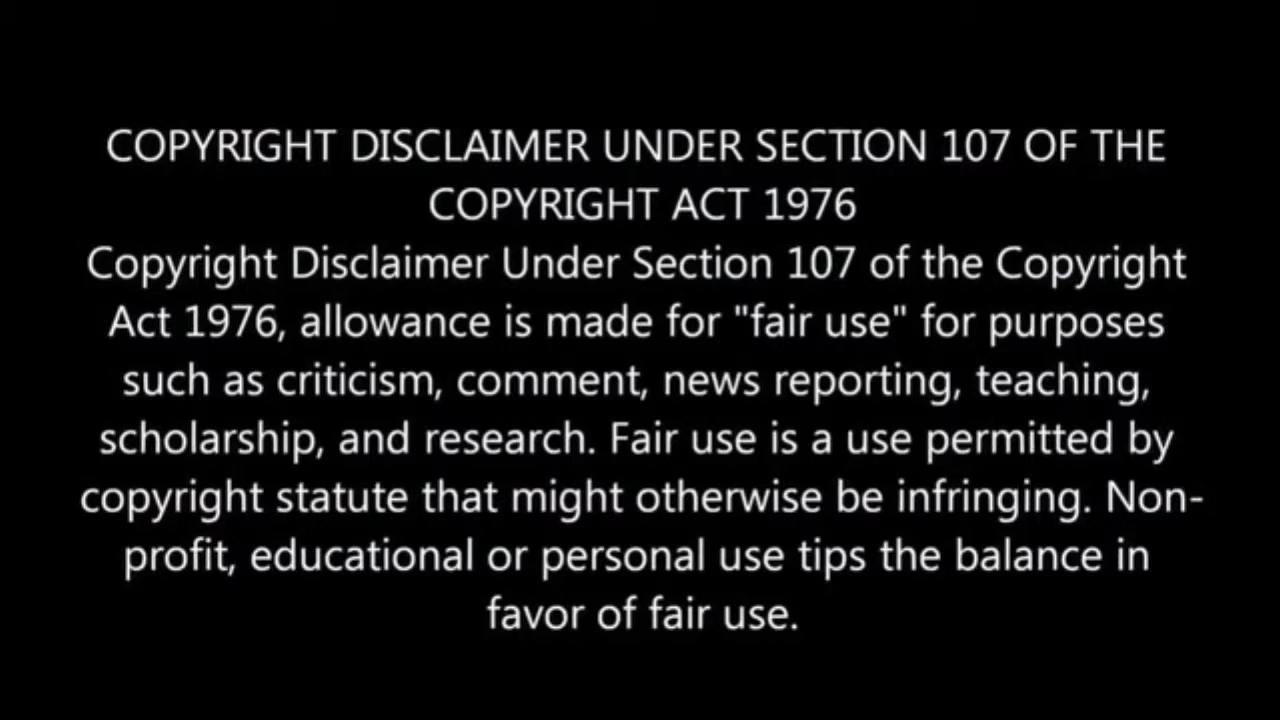 COPYRIGHT DISCLAIMER UNDER SECTION 107 OF THE
COPYRIGHT ACT 1976
Copyright Disclaimer Under Section 107 of the Copyright
Act 1976, allowance is made for "fair use" for purposes
such as criticism, comment, news reporting, teaching,
scholarship, and research. Fair use is a use permitted by
copyright statute that might otherwise be infringing. Non-
profit, educational or personal use tips the balance in
favor of fair use.